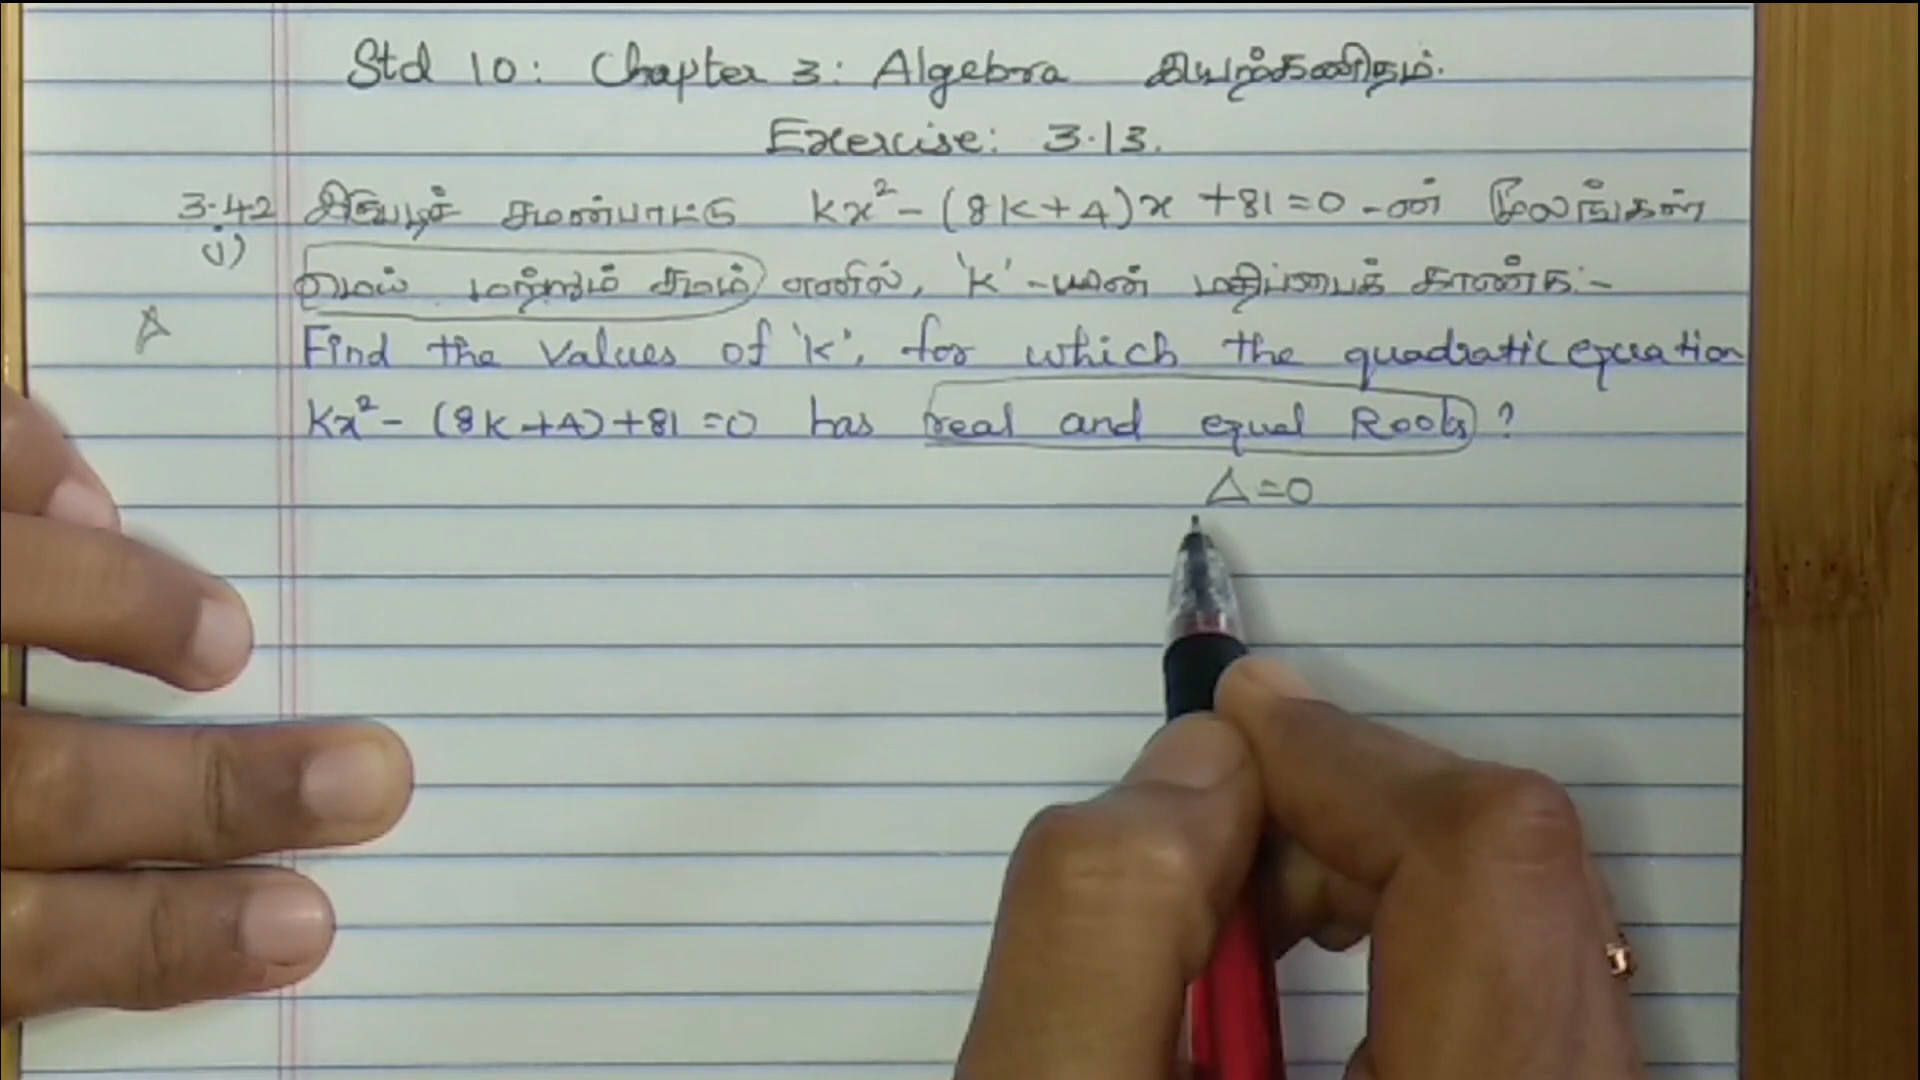 Std 10: Chapter 3: Algebra இயற்கணிதம்.
Exercise: 3.13.
3.42 இருபடிச் சமன்பாட்டு kx² - (8k+4)x + 81 = 0 -ன் மூலங்கள்
i) மெய் மற்றும் சமம் எனில், 'k' -யின் மதிப்பைக் காண்க:-
Δ
Find the Values of 'k', for which the quadratic equation
kx² - (8k+4) + 81 = 0 has real and equal Roots ?
Δ = 0